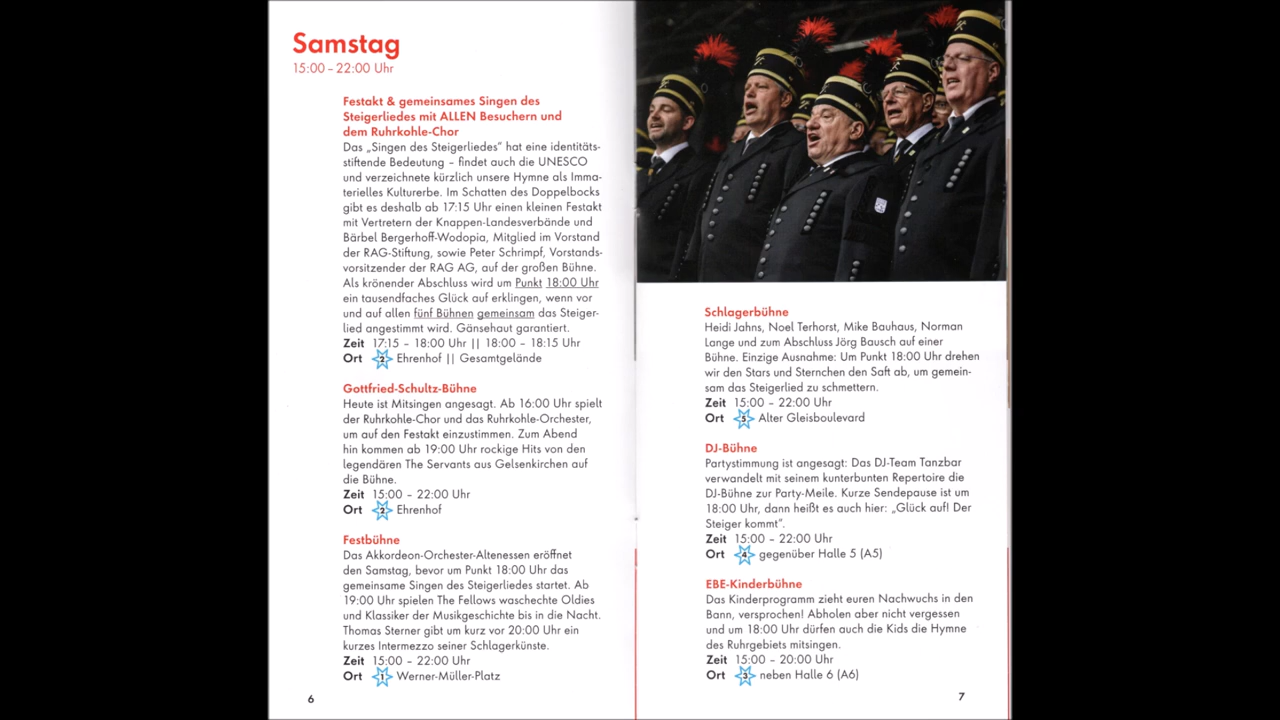 Samstag
15:00 – 22:00 Uhr
Festakt & gemeinsames Singen des
Steigerliedes mit ALLEN Besuchern und
dem Ruhrkohle-Chor
Das „Singen des Steigerliedes” hat eine identitäts-
stiftende Bedeutung – findet auch die UNESCO
und verzeichnete kürzlich unsere Hymne als Imma-
terielles Kulturerbe. Im Schatten des Doppelbocks
gibt es deshalb ab 17:15 Uhr einen kleinen Festakt
mit Vertretern der Knappen-Landesverbände und
Bärbel Bergerhoff-Wodopia, Mitglied im Vorstand
der RAG-Stiftung, sowie Peter Schrimpf, Vorstands-
vorsitzender der RAG AG, auf der großen Bühne.
Als krönender Abschluss wird um Punkt 18:00 Uhr
ein tausendfaches Glück auf erklingen, wenn vor
und auf allen fünf Bühnen gemeinsam das Steiger-
lied angestimmt wird. Gänsehaut garantiert.
Zeit 17:15 – 18:00 Uhr || 18:00 – 18:15 Uhr
Ort 2 Ehrenhof || Gesamtgelände
Gottfried-Schultz-Bühne
Heute ist Mitsingen angesagt. Ab 16:00 Uhr spielt
der Ruhrkohle-Chor und das Ruhrkohle-Orchester,
um auf den Festakt einzustimmen. Zum Abend
hin kommen ab 19:00 Uhr rockige Hits von den
legendären The Servants aus Gelsenkirchen auf
die Bühne.
Zeit 15:00 – 22:00 Uhr
Ort 2 Ehrenhof
Festbühne
Das Akkordeon-Orchester-Altenessen eröffnet
den Samstag, bevor um Punkt 18:00 Uhr das
gemeinsame Singen des Steigerliedes startet. Ab
19:00 Uhr spielen The Fellows waschechte Oldies
und Klassiker der Musikgeschichte bis in die Nacht.
Thomas Sterner gibt um kurz vor 20:00 Uhr ein
kurzes Intermezzo seiner Schlagerkünste.
Zeit 15:00 – 22:00 Uhr
Ort 1 Werner-Müller-Platz
6
Schlagerbühne
Heidi Jahns, Noel Terhorst, Mike Bauhaus, Norman
Lange und zum Abschluss Jörg Bausch auf einer
Bühne. Einzige Ausnahme: Um Punkt 18:00 Uhr drehen
wir den Stars und Sternchen den Saft ab, um gemein-
sam das Steigerlied zu schmettern.
Zeit 15:00 – 22:00 Uhr
Ort 5 Alter Gleisboulevard
DJ-Bühne
Partystimmung ist angesagt: Das DJ-Team Tanzbar
verwandelt mit seinem kunterbunten Repertoire die
DJ-Bühne zur Party-Meile. Kurze Sendepause ist um
18:00 Uhr, dann heißt es auch hier: „Glück auf! Der
Steiger kommt”.
Zeit 15:00 – 22:00 Uhr
Ort 4 gegenüber Halle 5 (A5)
EBE-Kinderbühne
Das Kinderprogramm zieht euren Nachwuchs in den
Bann, versprochen! Abholen aber nicht vergessen
und um 18:00 Uhr dürfen auch die Kids die Hymne
des Ruhrgebiets mitsingen.
Zeit 15:00 – 20:00 Uhr
Ort 3 neben Halle 6 (A6)
7